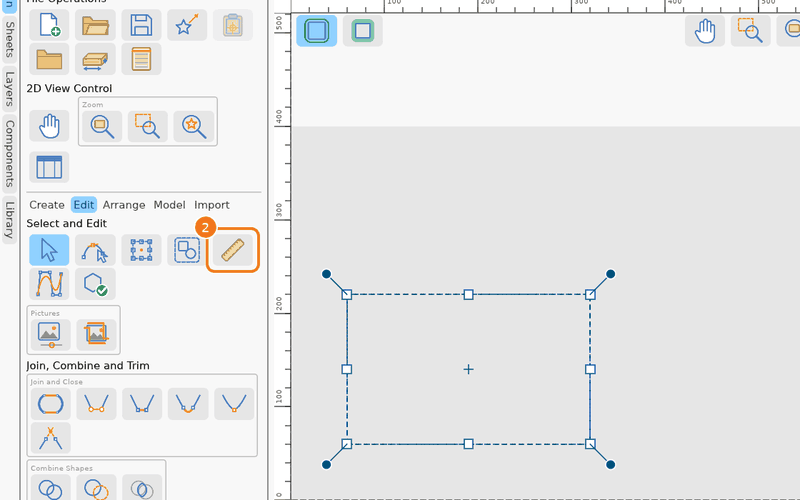 File Operations
n
Sheets
Layers
Components
Library
2D View Control
Zoom
Create Edit Arrange Model Import
Select and Edit
2
Pictures
Join, Combine and Trim
Join and Close
Combine Shapes
100 200 300 400 500
500
400
300
200
100
0